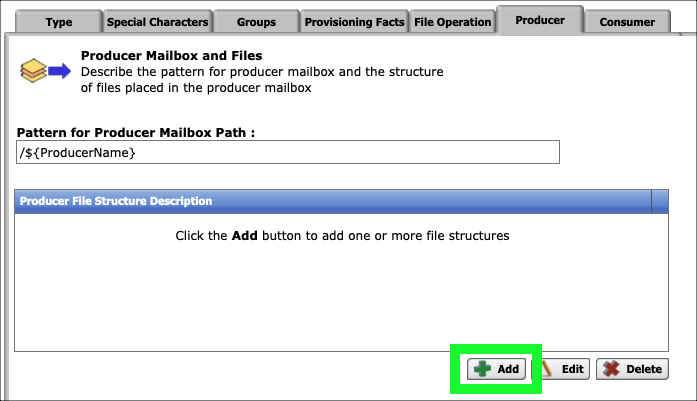 Type Special Characters Groups Provisioning Facts File Operation Producer Consumer
Producer Mailbox and Files
Describe the pattern for producer mailbox and the structure
of files placed in the producer mailbox
Pattern for Producer Mailbox Path :
/${ProducerName}
Producer File Structure Description
Click the Add button to add one or more file structures
Add Edit Delete